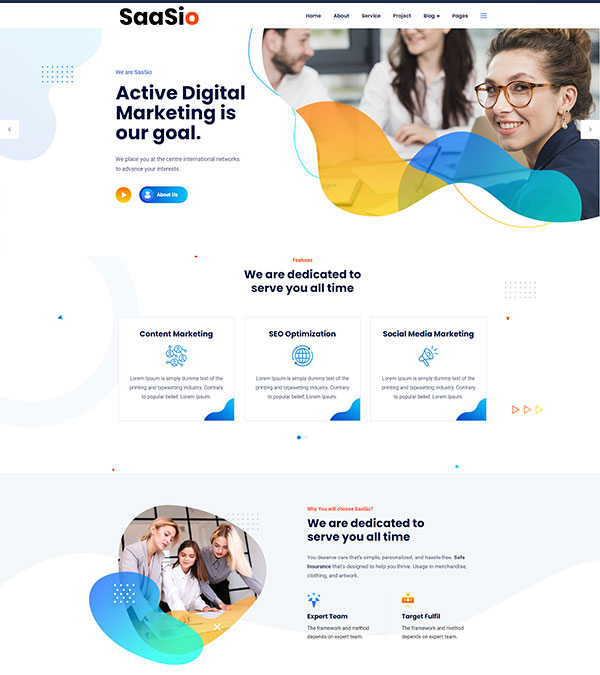 SaaSio
Home About Service Project Blog Pages
We are SaaSio
Active Digital
Marketing is
our goal.
We place you at the centre international networks
to advance your interests.
About Us
Features
We are dedicated to
serve you all time
Content Marketing
Lorem Ipsum is simply dummy text of the
printing and typesetting industry. Contrary
to popular belief, Lorem Ipsum.
SEO Optimization
Lorem Ipsum is simply dummy text of the
printing and typesetting industry. Contrary
to popular belief, Lorem Ipsum.
Social Media Marketing
Lorem Ipsum is simply dummy text of the
printing and typesetting industry. Contrary
to popular belief, Lorem Ipsum.
Why You will choose SaaSio?
We are dedicated to
serve you all time
You deserve care that's simple, personalized, and hassle-free. Safe
Insurance that's designed to help you thrive. Usage in merchandise,
clothing, and artwork.
Expert Team
The framework and method
depends on expert team.
Target Fulfil
The framework and method
depends on expert team.